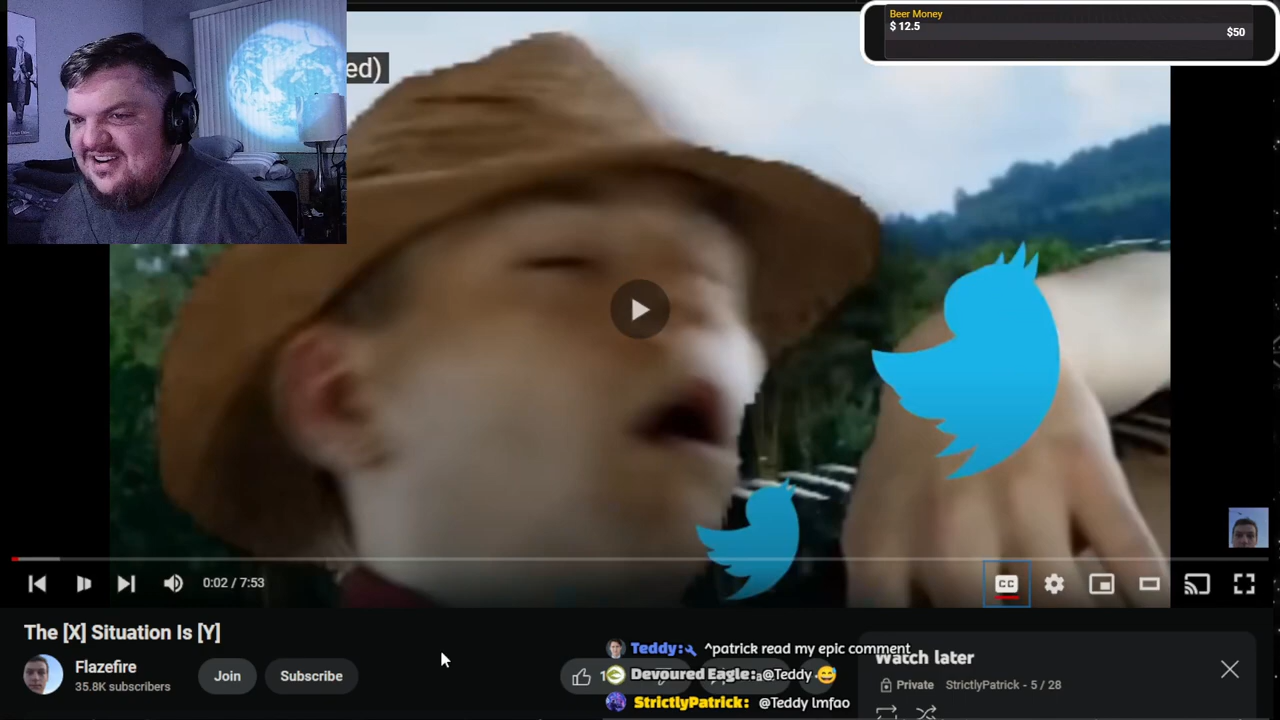 Beer Money
$ 12.5
$50
ed)
CC
0:02 / 7:53
The [X] Situation Is [Y]
Flazefire
35.8K subscribers
Join
Subscribe
Teddy: ^patrick read my epic comment
Devoured Eagle: @Teddy 😅
StrictlyPatrick: @Teddy lmfao
Watch later
Private StrictlyPatrick - 5 / 28